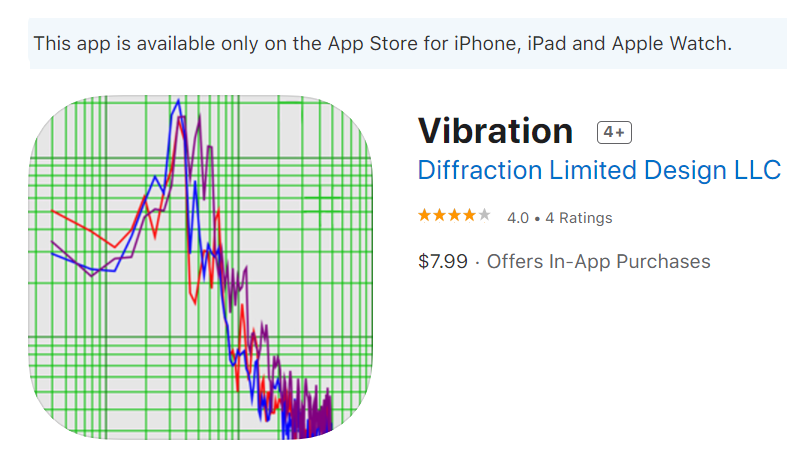 This app is available only on the App Store for iPhone, iPad and Apple Watch.
Vibration 4+
Diffraction Limited Design LLC
4.0 • 4 Ratings
$7.99 · Offers In-App Purchases